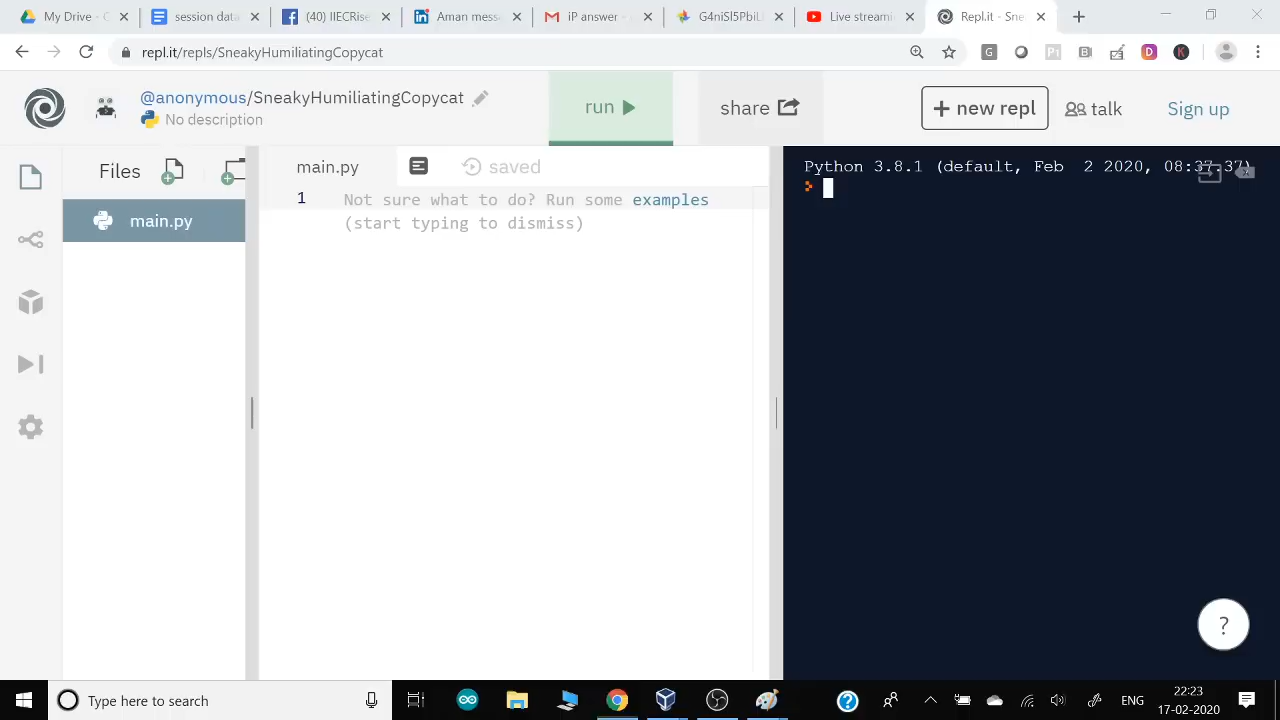 My Drive - G
session data
(40) IIECRise
Aman mess
iP answer -
G4niSI5PbiL
Live streami
Repl.it - Sne
repl.it/repls/SneakyHumiliatingCopycat
@anonymous/SneakyHumiliatingCopycat
No description
run
share
+ new repl
talk
Sign up
Files
main.py
main.py
saved
1 Not sure what to do? Run some examples
(start typing to dismiss)
Python 3.8.1 (default, Feb 2 2020, 08:37:37)
>
?
Type here to search
ENG
22:23
17-02-2020